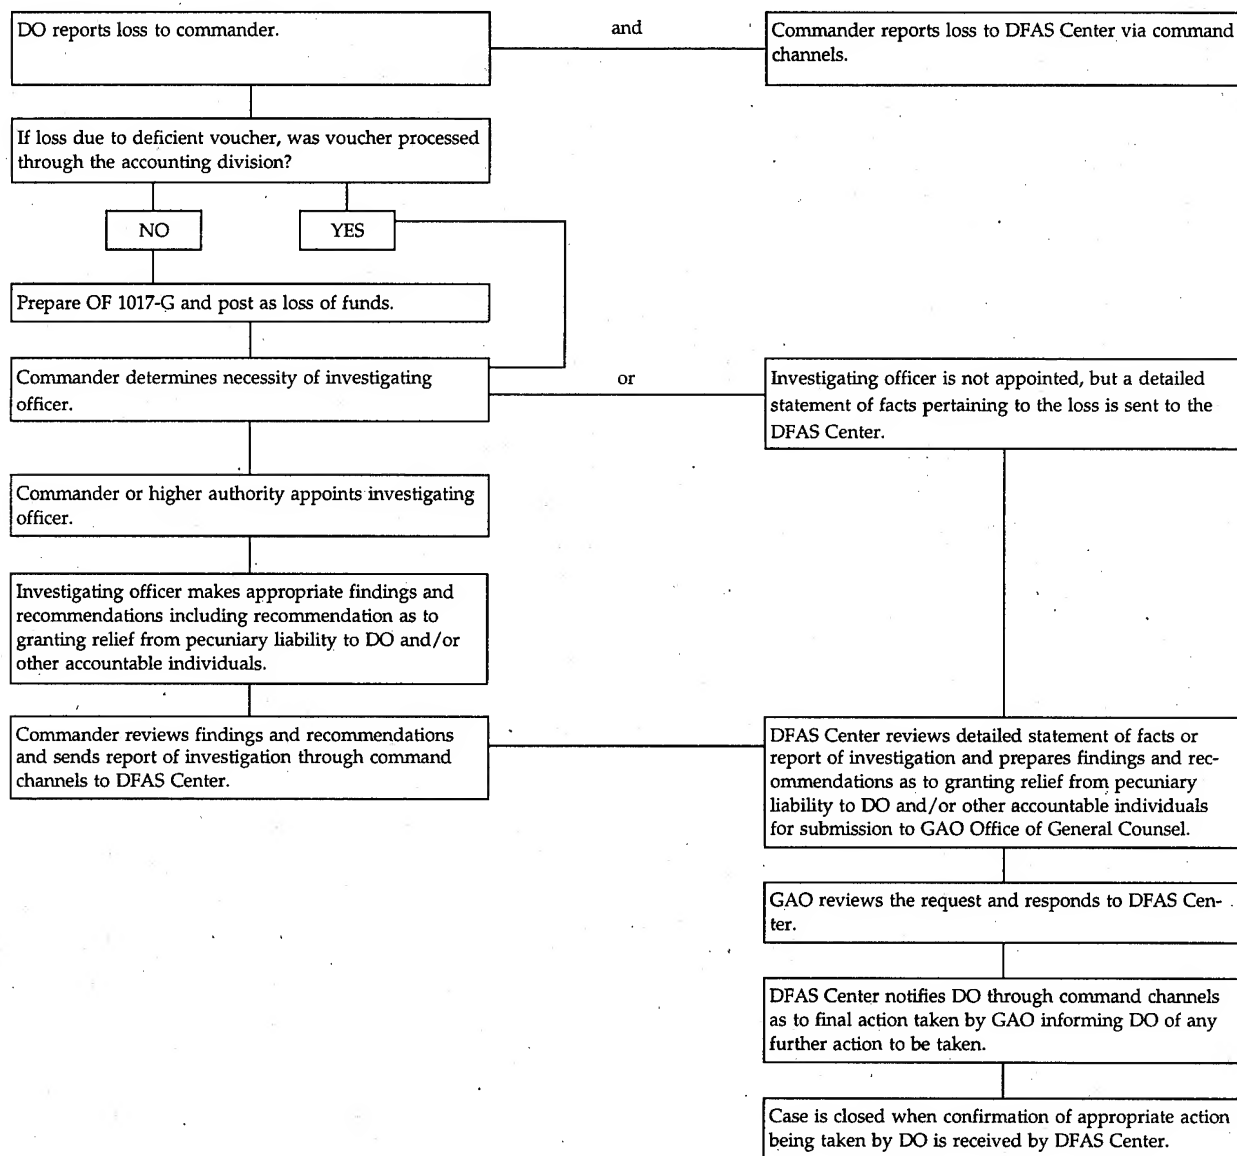 DO reports loss to commander.
and
Commander reports loss to DFAS Center via command
channels.
If loss due to deficient voucher, was voucher processed
through the accounting division?
NO
YES
Prepare OF 1017-G and post as loss of funds.
Commander determines necessity of investigating
officer.
or
Investigating officer is not appointed, but a detailed
statement of facts pertaining to the loss is sent to the
DFAS Center.
Commander or higher authority appoints investigating
officer.
Investigating officer makes appropriate findings and
recommendations including recommendation as to
granting relief from pecuniary liability to DO and/or
other accountable individuals.
Commander reviews findings and recommendations
and sends report of investigation through command
channels to DFAS Center.
DFAS Center reviews detailed statement of facts or
report of investigation and prepares findings and rec-
ommendations as to granting relief from pecuniary
liability to DO and/or other accountable individuals
for submission to GAO Office of General Counsel.
GAO reviews the request and responds to DFAS Cen-
ter.
DFAS Center notifies DO through command channels
as to final action taken by GAO informing DO of any
further action to be taken.
Case is closed when confirmation of appropriate action
being taken by DO is received by DFAS Center.